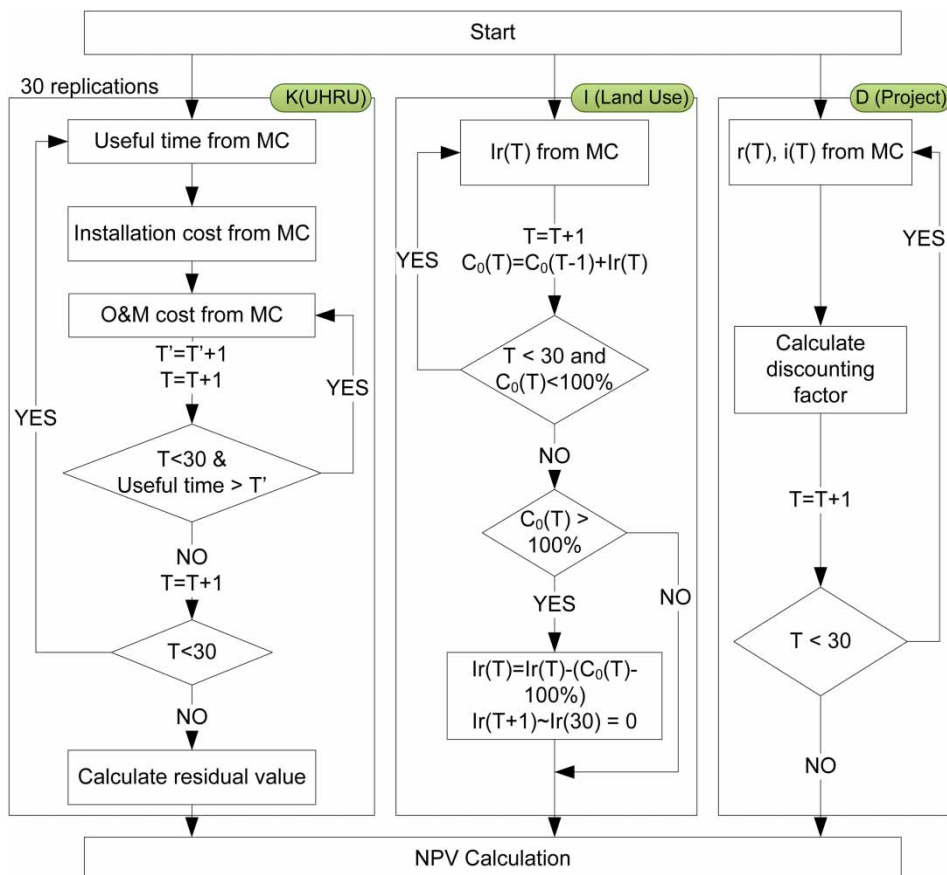 Start
30 replications
K(UHRU)
Useful time from MC
Installation cost from MC
O&M cost from MC
T’=T’+1
T=T+1
YES
YES
T<30 &
Useful time > T’
NO
T=T+1
T<30
NO
Calculate residual value
I (Land Use)
Ir(T) from MC
T=T+1
C₀(T)=C₀(T-1)+Ir(T)
YES
T < 30 and
C₀(T)<100%
NO
C₀(T) >
100%
YES
NO
Ir(T)=Ir(T)-(C₀(T)-
100%)
Ir(T+1)~Ir(30) = 0
D (Project)
r(T), i(T) from MC
YES
Calculate
discounting
factor
T=T+1
T < 30
NO
NPV Calculation